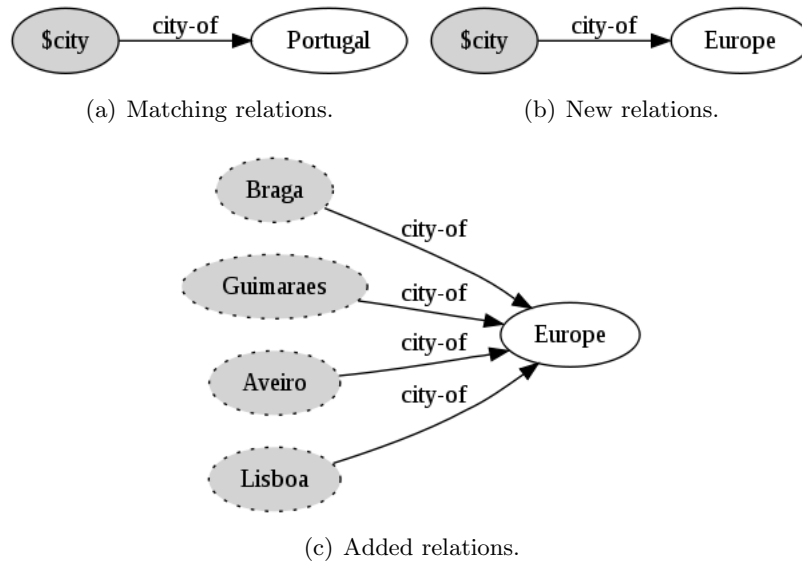 $city city-of Portugal $city city-of Europe
(a) Matching relations. (b) New relations.
Braga
city-of
Guimaraes
city-of
Europe
city-of
Aveiro
city-of
Lisboa
(c) Added relations.